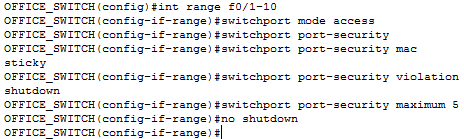 OFFICE_SWITCH(config)#int range f0/1-10
OFFICE_SWITCH(config-if-range)#switchport mode access
OFFICE_SWITCH(config-if-range)#switchport port-security
OFFICE_SWITCH(config-if-range)#switchport port-security mac
sticky
OFFICE_SWITCH(config-if-range)#switchport port-security violation
shutdown
OFFICE_SWITCH(config-if-range)#switchport port-security maximum 5
OFFICE_SWITCH(config-if-range)#no shutdown
OFFICE_SWITCH(config-if-range)#